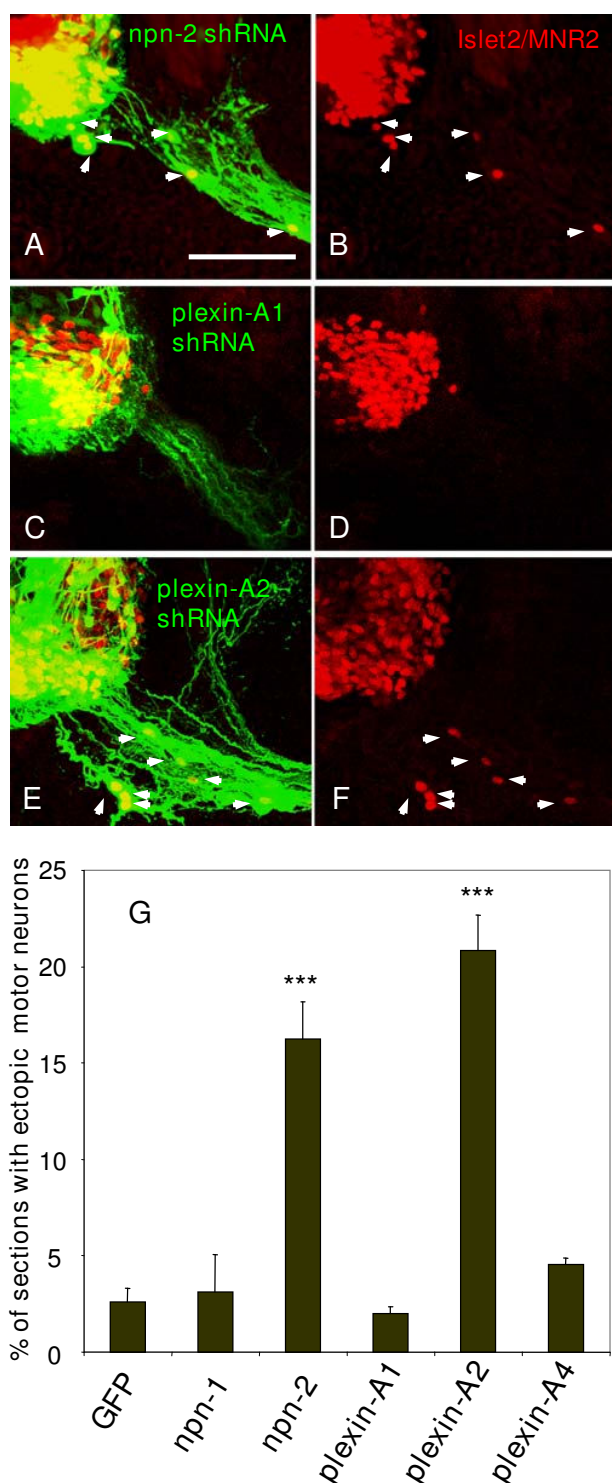 npn-2 shRNA
Islet2/MNR2
A
B
plexin-A1
shRNA
C
D
plexin-A2
shRNA
E
F
G
% of sections with ectopic motor neurons
25
20
15
10
5
0
***
***
GFP
npn-1
npn-2
plexin-A1
plexin-A2
plexin-A4